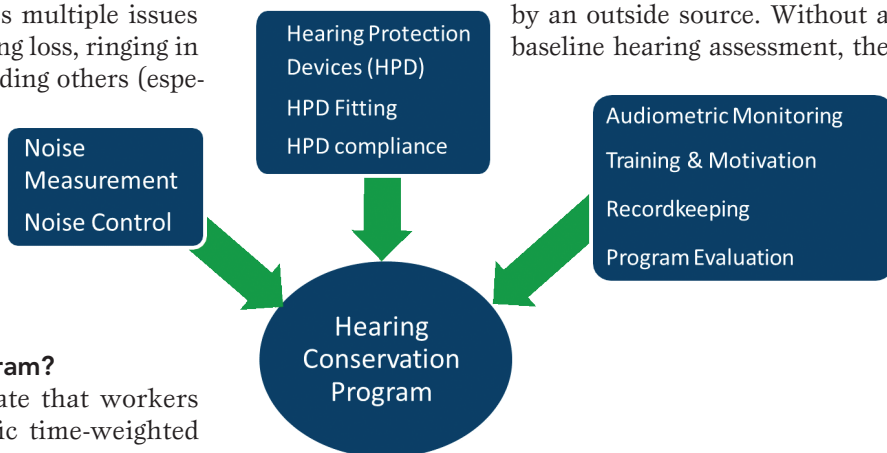 s multiple issues
ng loss, ringing in
ding others (espe-
by an outside source. Without a
baseline hearing assessment, the
Noise
Measurement
Noise Control
Hearing Protection
Devices (HPD)
HPD Fitting
HPD compliance
Audiometric Monitoring
Training & Motivation
Recordkeeping
Program Evaluation
Hearing
Conservation
Program
ram?
ate that workers
ic time-weighted